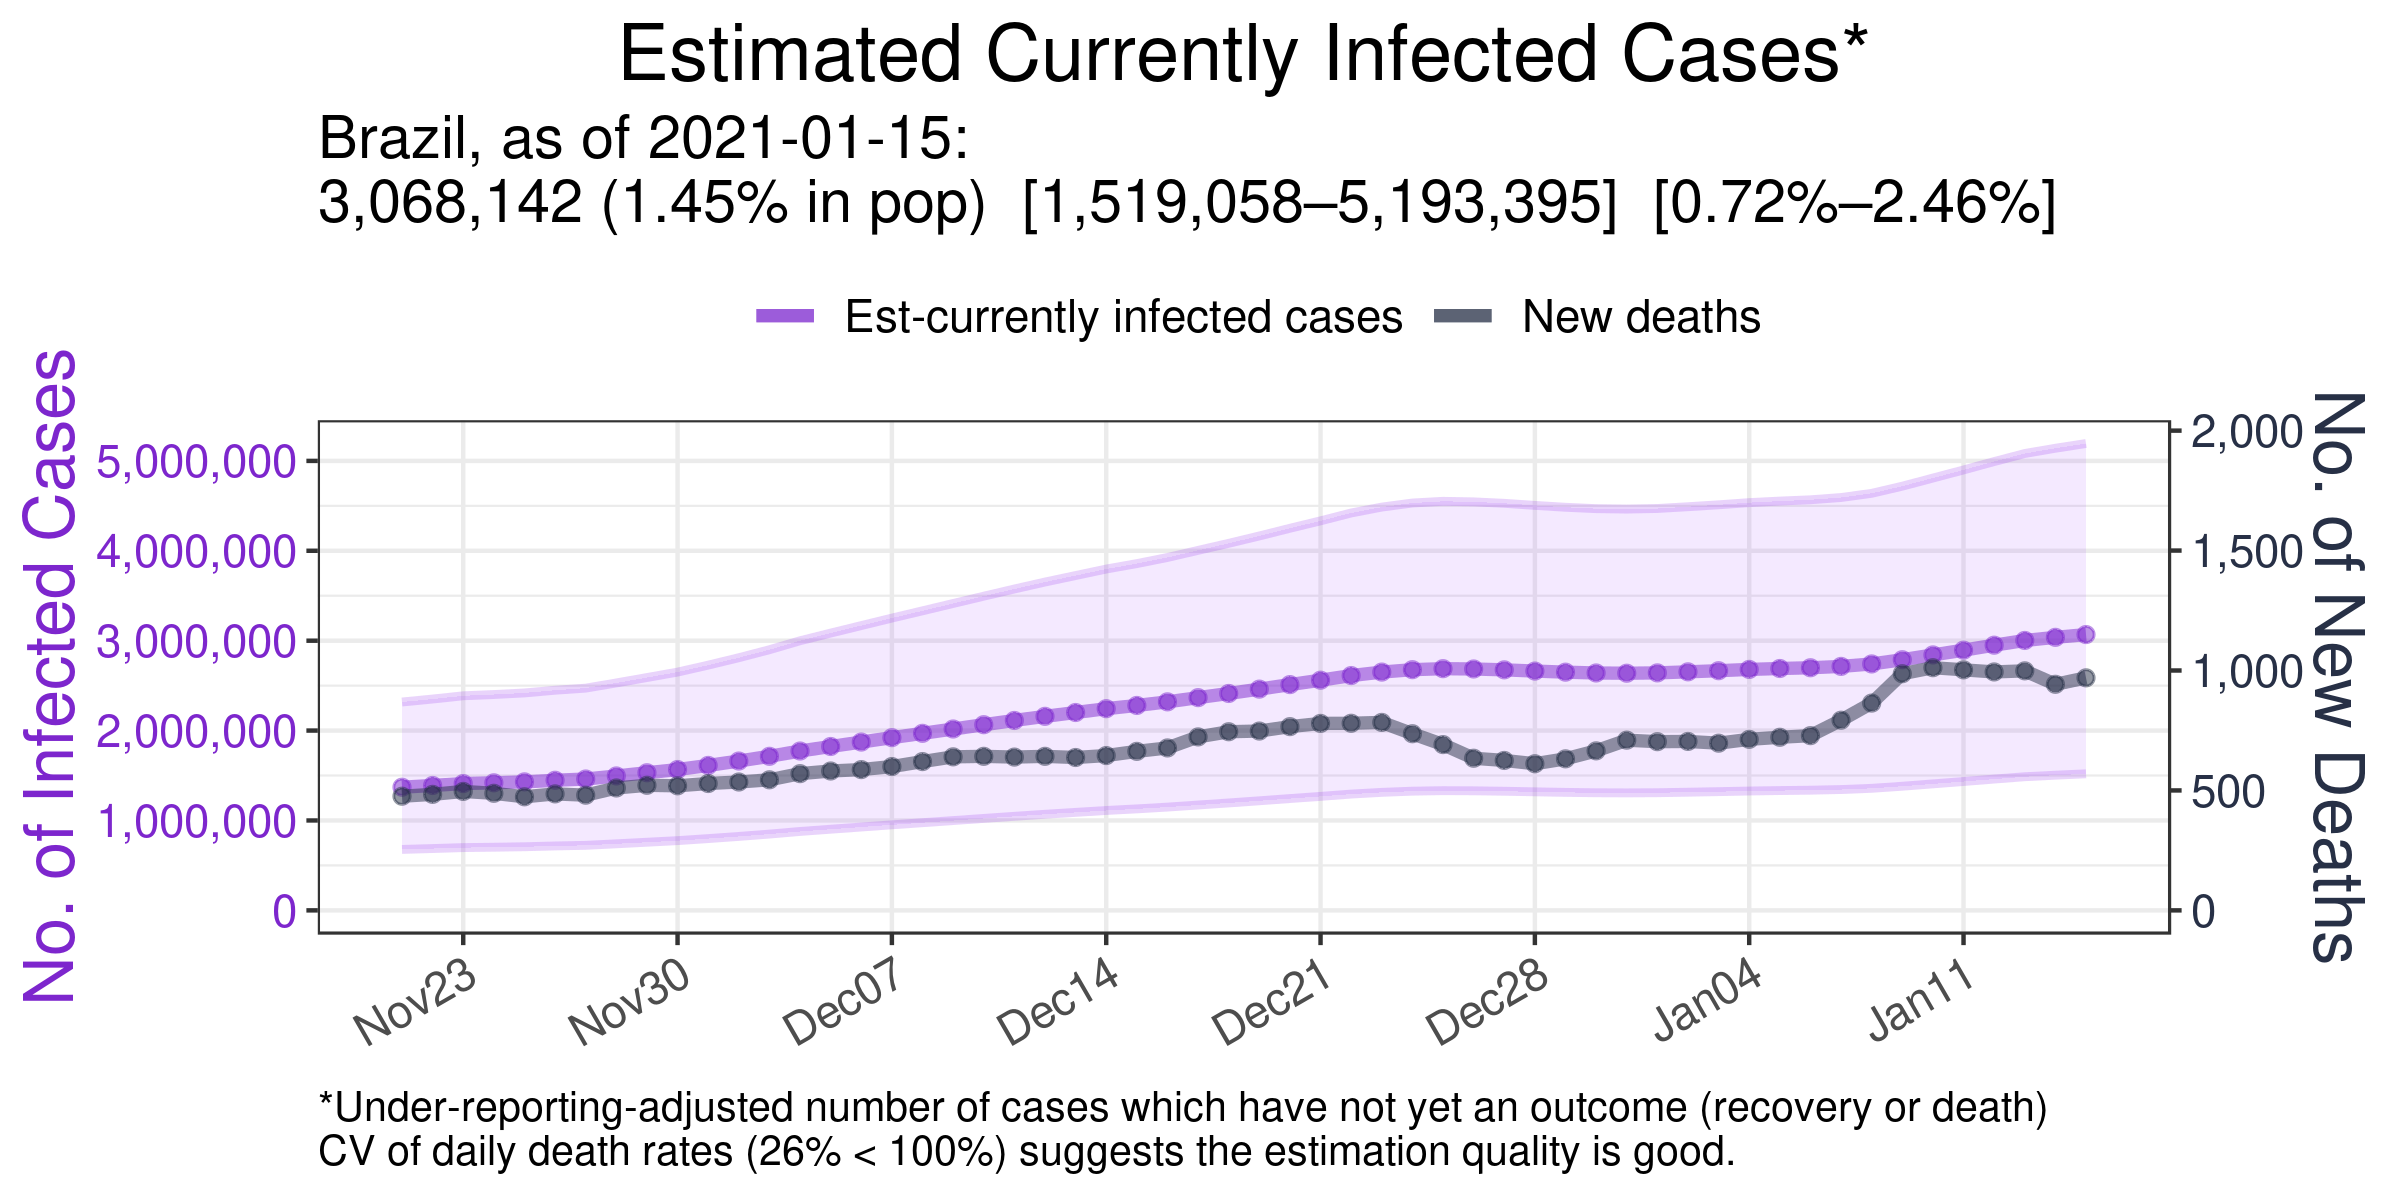 Estimated Currently Infected Cases*
Brazil, as of 2021-01-15:
3,068,142 (1.45% in pop)  [1,519,058–5,193,395]  [0.72%–2.46%]
Est-currently infected cases
New deaths
No. of Infected Cases
5,000,000
4,000,000
3,000,000
2,000,000
1,000,000
0
2,000
1,500
1,000
500
0
No. of New Deaths
Nov23
Nov30
Dec07
Dec14
Dec21
Dec28
Jan04
Jan11
*Under-reporting-adjusted number of cases which have not yet an outcome (recovery or death)
CV of daily death rates (26% < 100%) suggests the estimation quality is good.